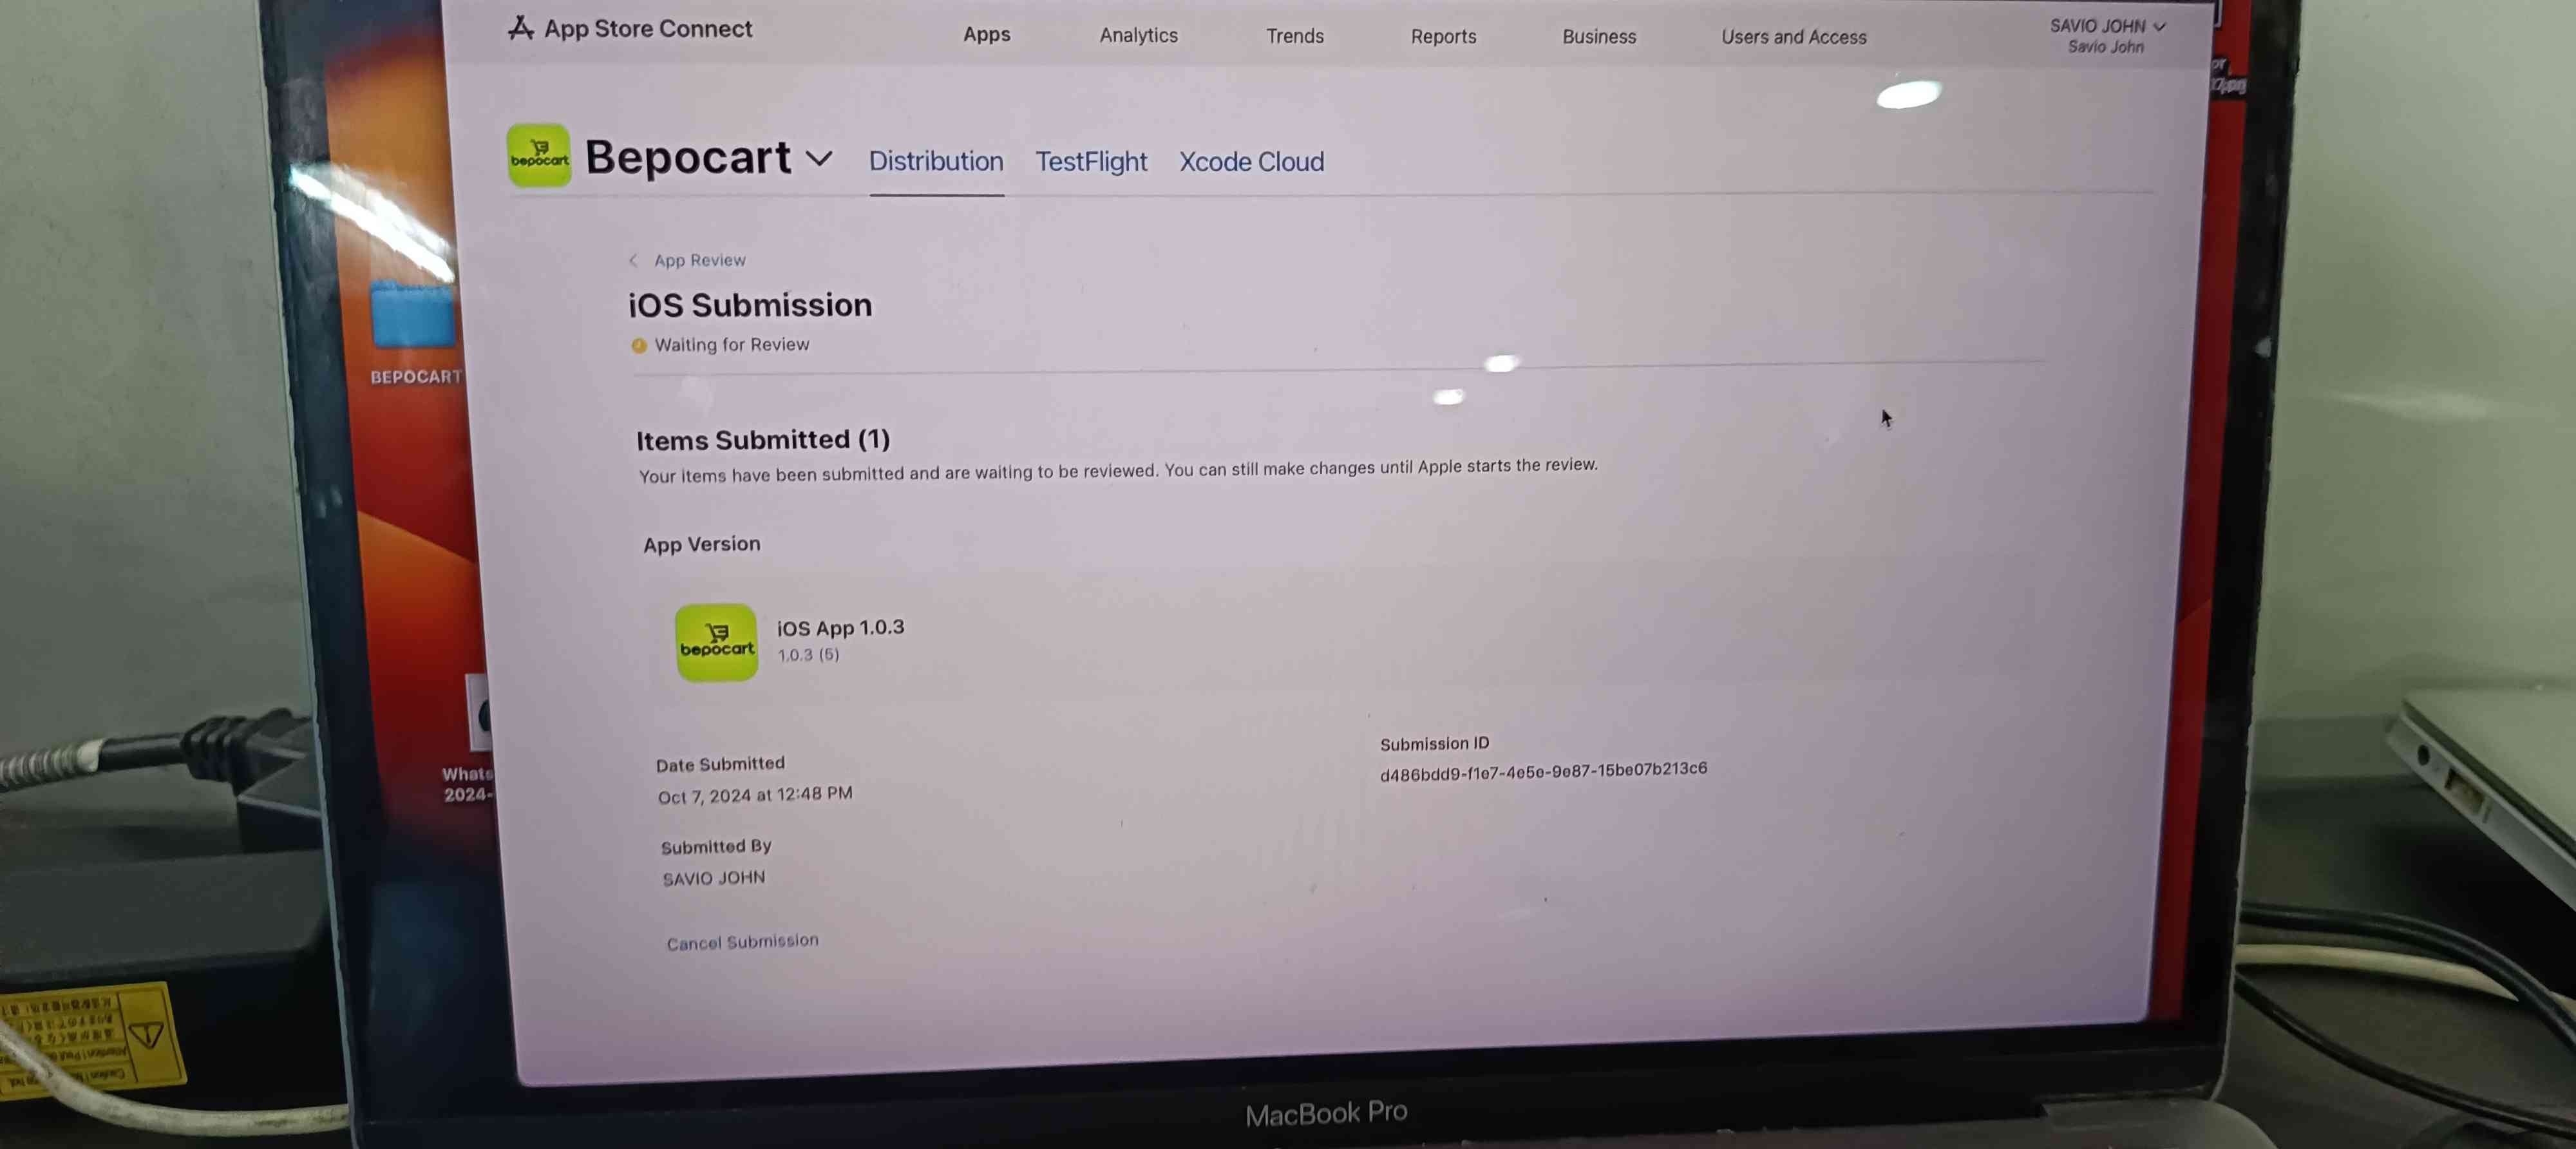 App Store Connect
Apps
Analytics
Trends
Reports
Business
Users and Access
SAVIO JOHN
Savio John
bepocart
Bepocart
Distribution
TestFlight
Xcode Cloud
App Review
iOS Submission
Waiting for Review
BEPOCART
Items Submitted (1)
Your items have been submitted and are waiting to be reviewed. You can still make changes until Apple starts the review.
App Version
bepocart
iOS App 1.0.3
1.0.3 (5)
Date Submitted
Oct 7, 2024 at 12:48 PM
Submission ID
d486bdd9-f1e7-4e5e-9e87-15be07b213c6
Whats
2024-
Submitted By
SAVIO JOHN
Cancel Submission
MacBook Pro